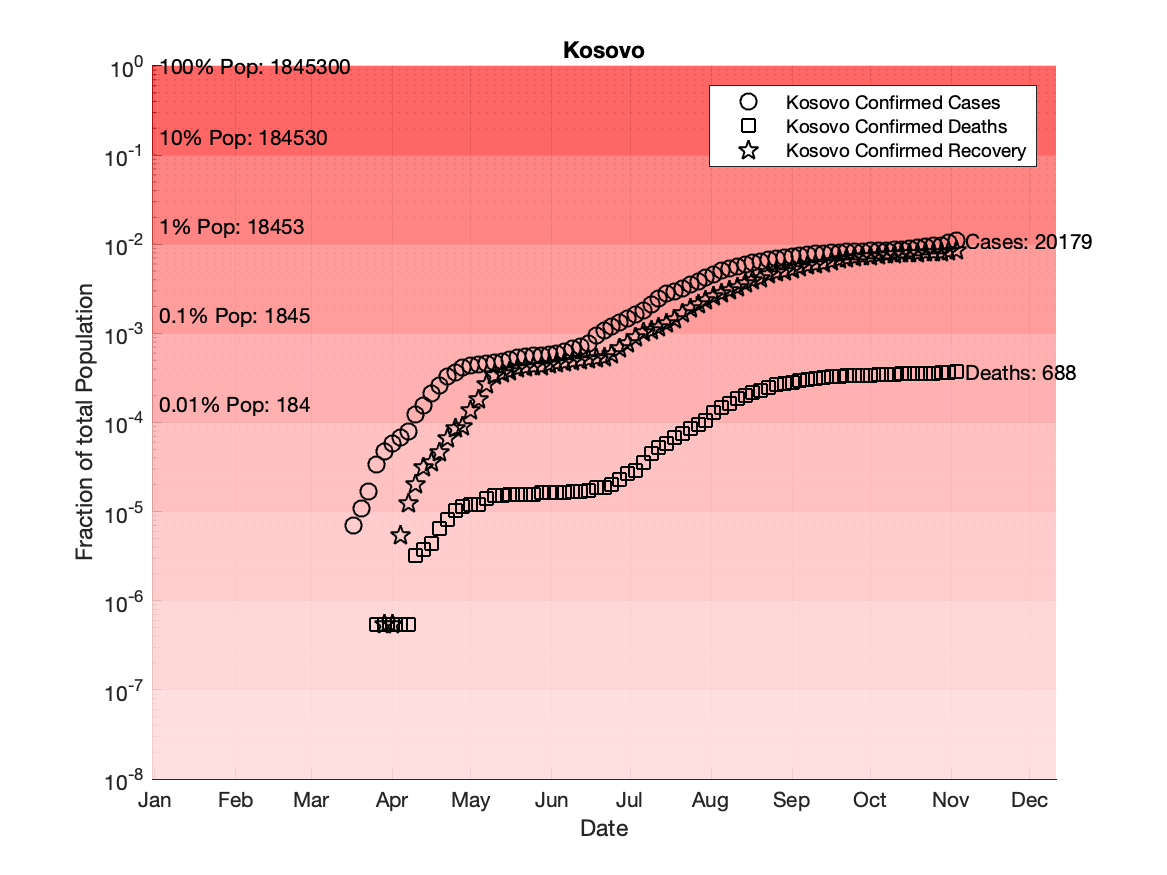 Kosovo
10^0
100% Pop: 1845300
Kosovo Confirmed Cases
Kosovo Confirmed Deaths
Kosovo Confirmed Recovery
10% Pop: 184530
10^-1
1% Pop: 18453
10^-2
Cases: 20179
0.1% Pop: 1845
10^-3
Deaths: 688
0.01% Pop: 184
10^-4
10^-5
10^-6
10^-7
10^-8
Fraction of total Population
Jan Feb Mar Apr May Jun Jul Aug Sep Oct Nov Dec
Date